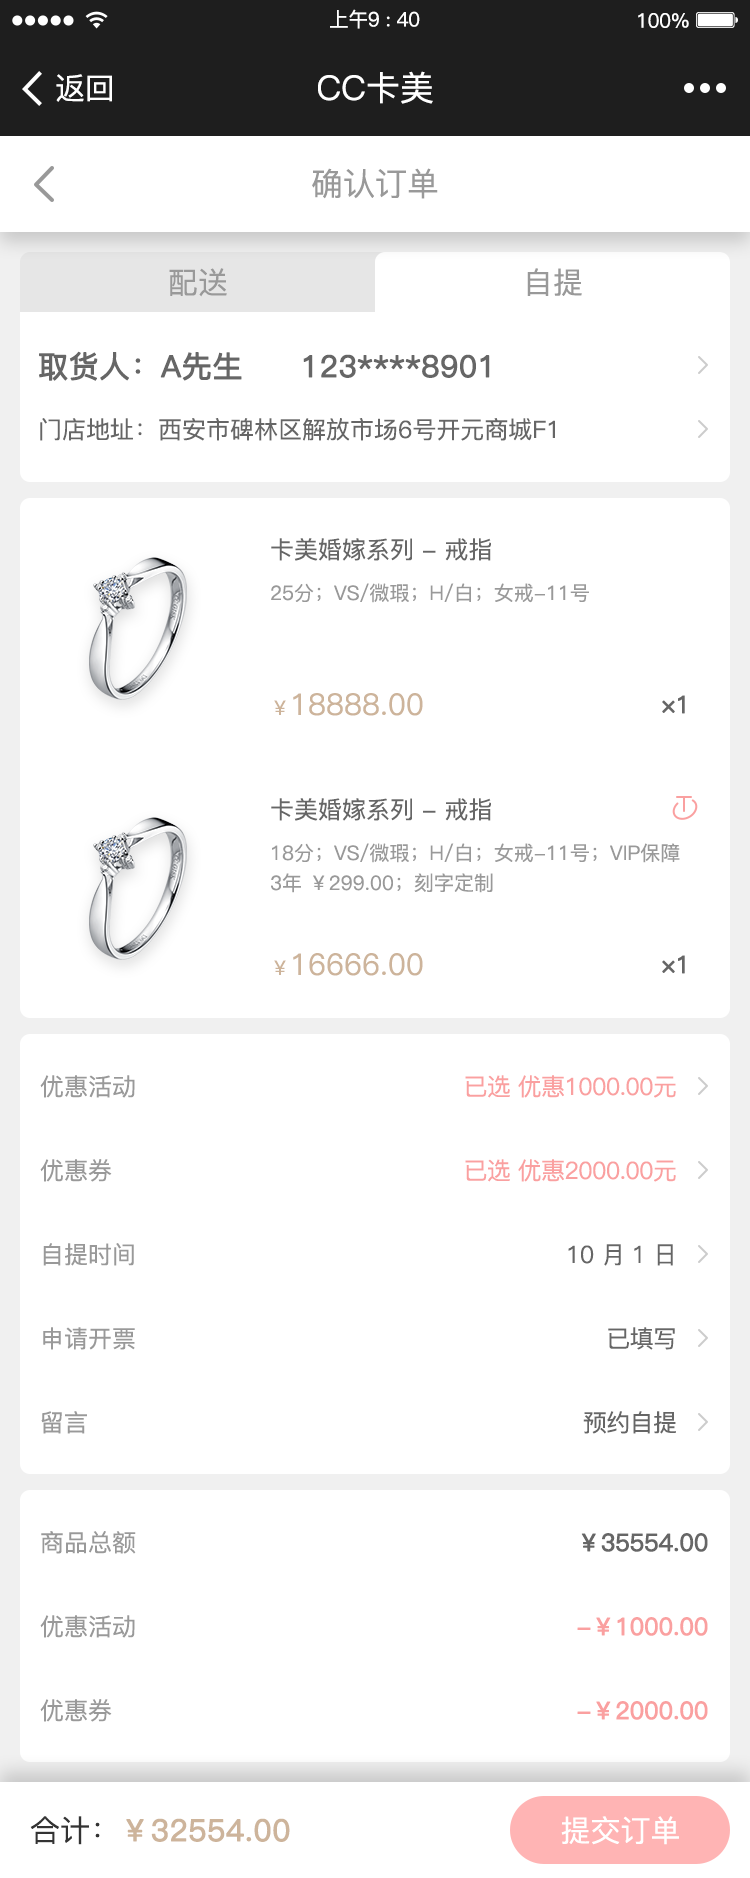 上午9：40
100%
返回
CC卡美
确认订单
配送
自提
取货人：A先生 123****8901
门店地址：西安市碑林区解放市场6号开元商城F1
卡美婚嫁系列 – 戒指
25分；VS/微瑕；H/白；女戒–11号
¥18888.00 ×1
卡美婚嫁系列 – 戒指
18分；VS/微瑕；H/白；女戒–11号；VIP保障
3年 ¥299.00；刻字定制
¥16666.00 ×1
优惠活动 已选 优惠1000.00元
优惠券 已选 优惠2000.00元
自提时间 10 月 1 日
申请开票 已填写
留言 预约自提
商品总额 ¥35554.00
优惠活动 –¥1000.00
优惠券 –¥2000.00
合计：¥32554.00
提交订单